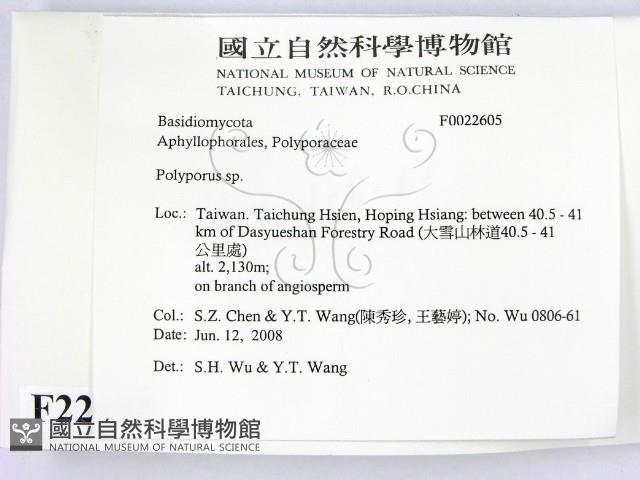 國立自然科學博物館
NATIONAL MUSEUM OF NATURAL SCIENCE
TAICHUNG, TAIWAN, R.O.CHINA
Basidiomycota F0022605
Aphyllophorales, Polyporaceae
Polyporus sp.
Loc.: Taiwan. Taichung Hsien, Hoping Hsiang: between 40.5 - 41
km of Dasyueshan Forestry Road (大雪山林道40.5 - 41
公里處)
alt. 2,130m;
on branch of angiosperm
Col.: S.Z. Chen & Y.T. Wang(陳秀珍, 王藝婷); No. Wu 0806-61
Date: Jun. 12, 2008
Det.: S.H. Wu & Y.T. Wang
F22
國立自然科學博物館
NATIONAL MUSEUM OF NATURAL SCIENCE